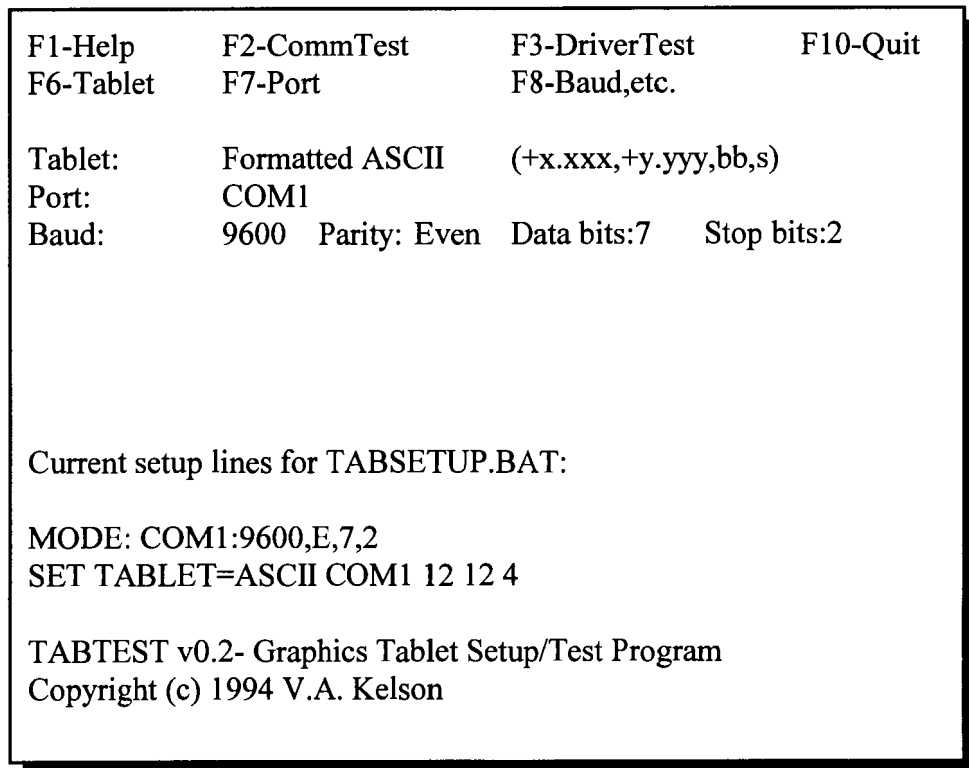 F1-Help F2-CommTest F3-DriverTest F10-Quit
F6-Tablet F7-Port F8-Baud,etc.
Tablet: Formatted ASCII (+x.xxx,+y.yyy,bb,s)
Port: COM1
Baud: 9600 Parity: Even Data bits:7 Stop bits:2
Current setup lines for TABSETUP.BAT:
MODE: COM1:9600,E,7,2
SET TABLET=ASCII COM1 12 12 4
TABTEST v0.2- Graphics Tablet Setup/Test Program
Copyright (c) 1994 V.A. Kelson